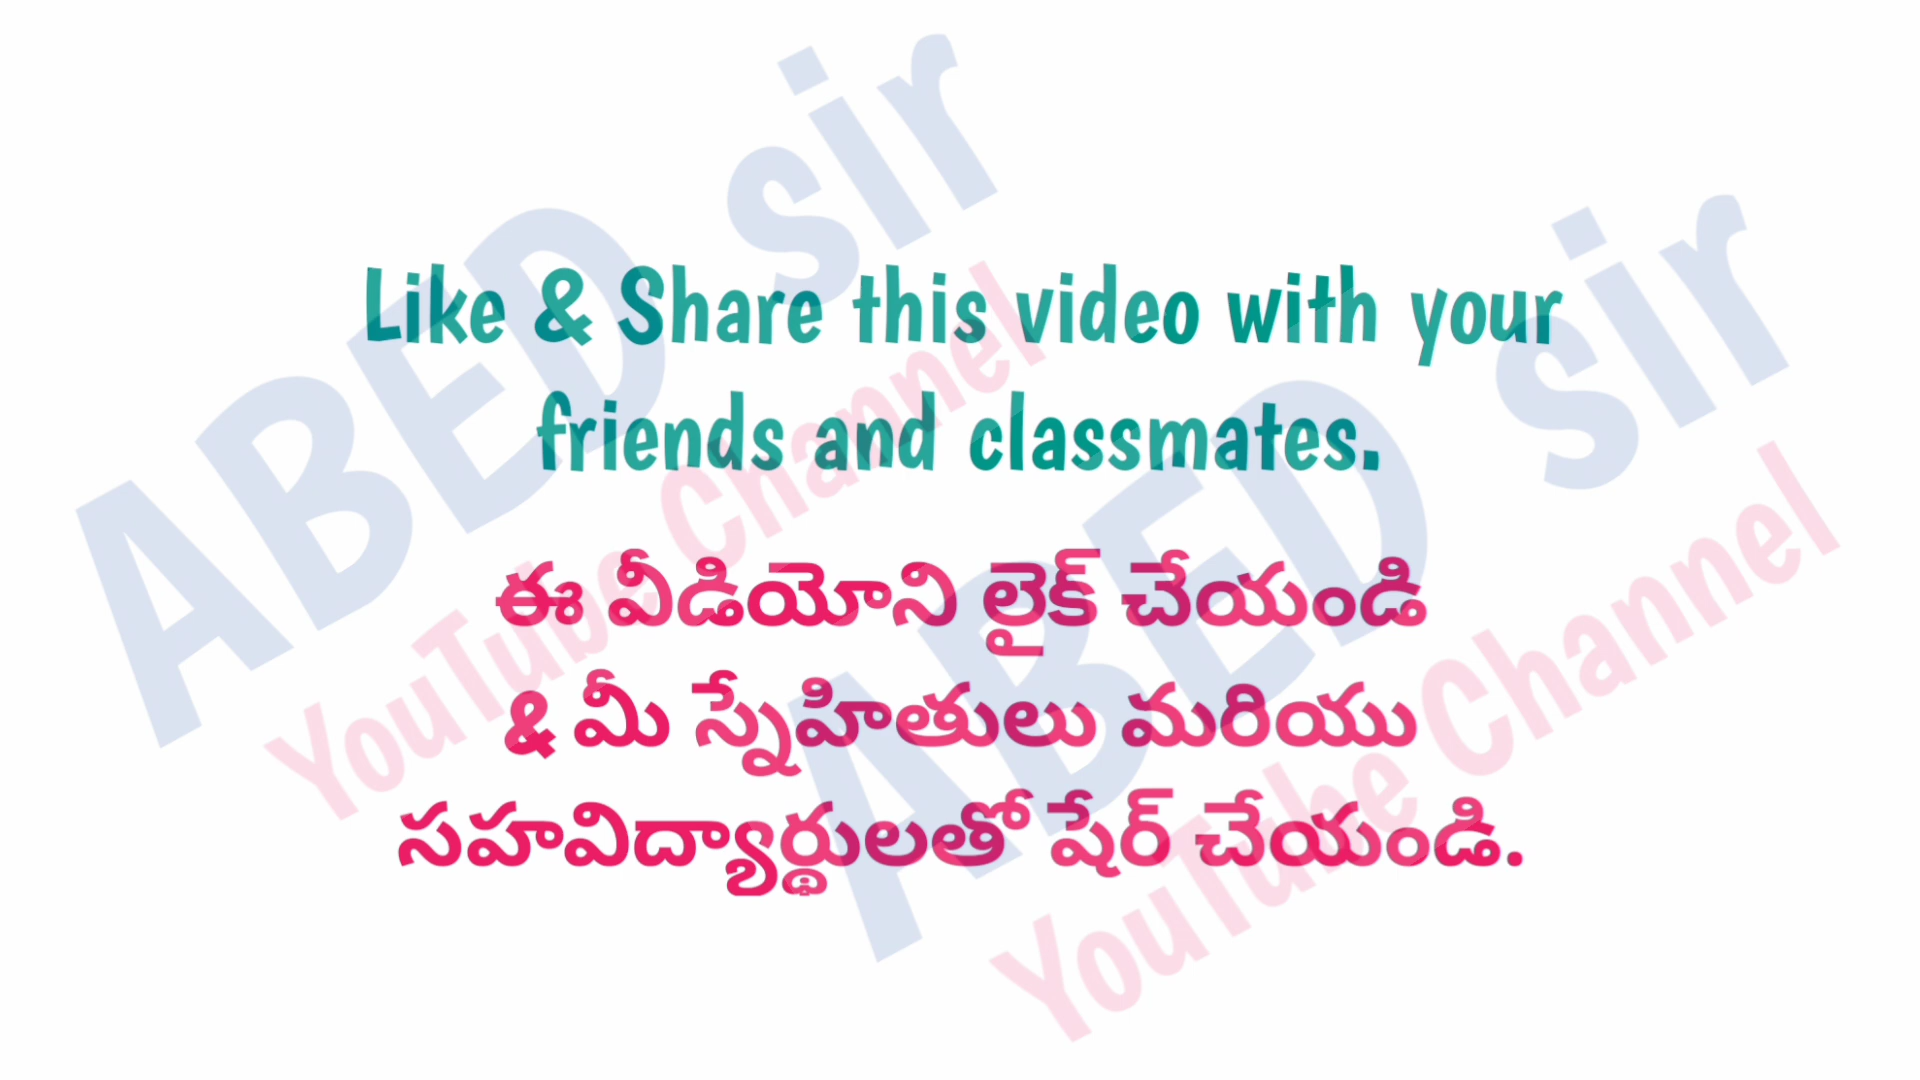 Like & Share this video with your
friends and classmates.
ఈ వీడియోని లైక్ చేయండి
& మీ స్నేహితులు మరియు
సహవిద్యార్థులతో షేర్ చేయండి.
ABED sir
YouTube Channel
ABED sir
YouTube Channel